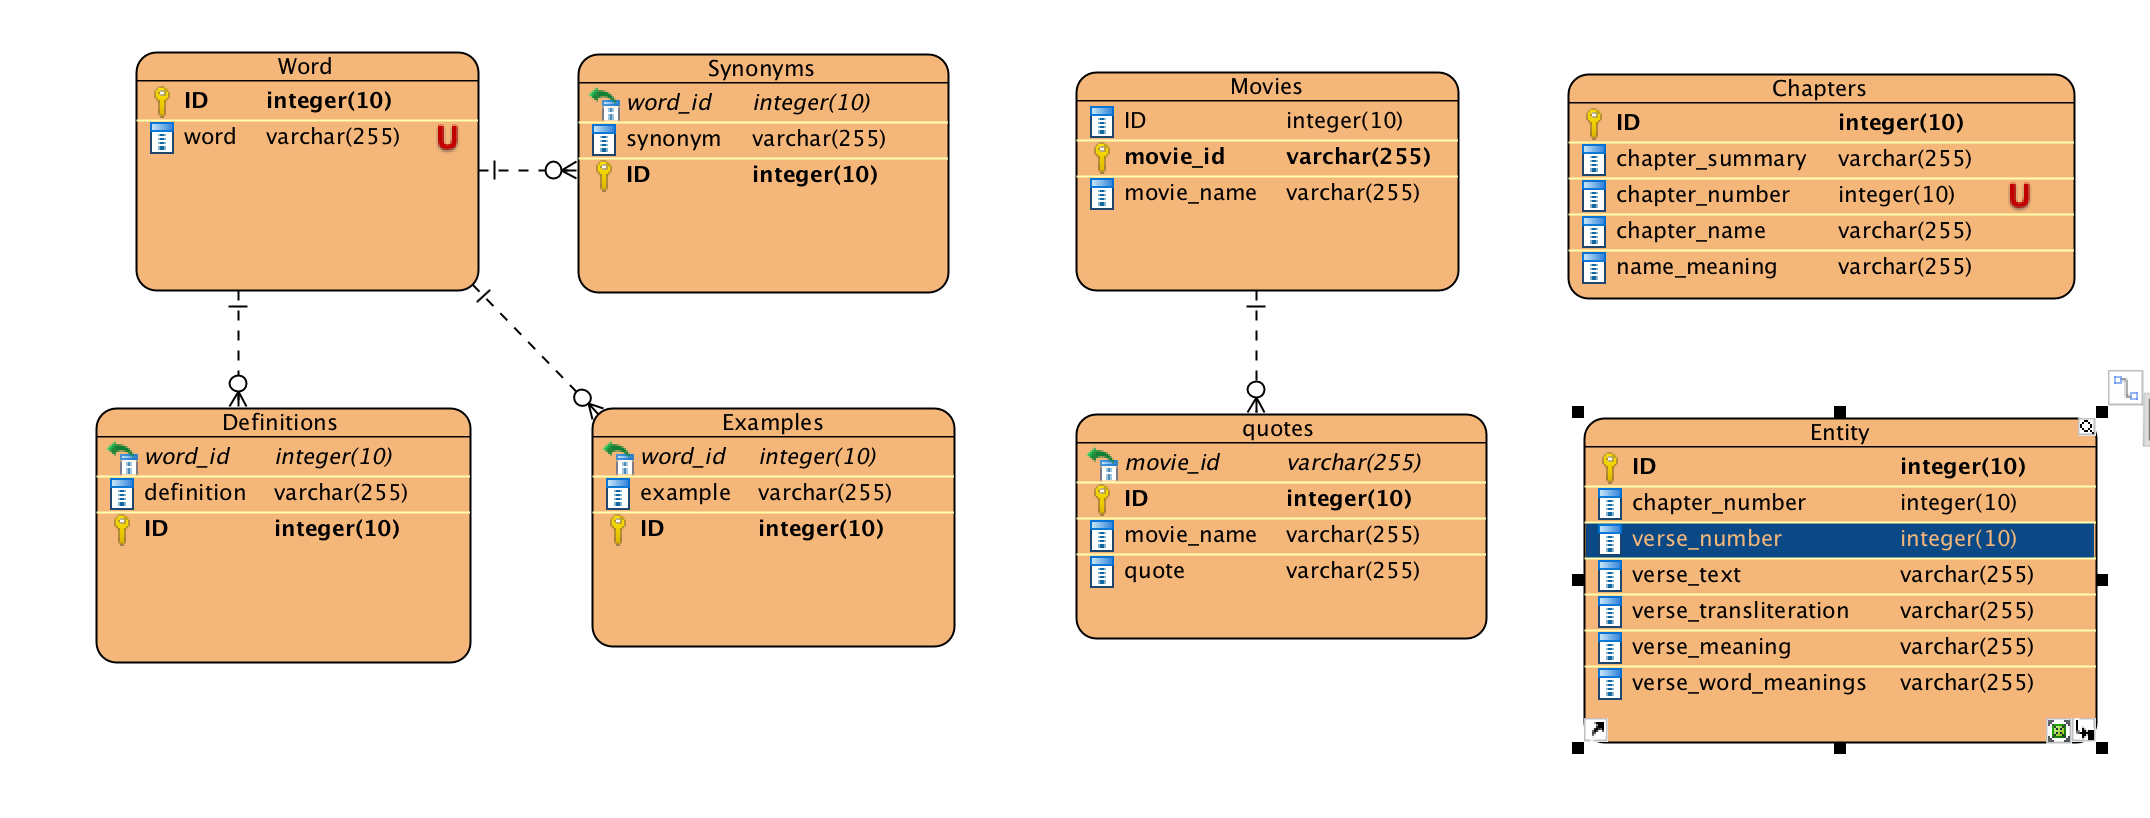 Word
ID integer(10)
word varchar(255) U
Synonyms
word_id integer(10)
synonym varchar(255)
ID integer(10)
Movies
ID integer(10)
movie_id varchar(255)
movie_name varchar(255)
Chapters
ID integer(10)
chapter_summary varchar(255)
chapter_number integer(10) U
chapter_name varchar(255)
name_meaning varchar(255)
Definitions
word_id integer(10)
definition varchar(255)
ID integer(10)
Examples
word_id integer(10)
example varchar(255)
ID integer(10)
quotes
movie_id varchar(255)
ID integer(10)
movie_name varchar(255)
quote varchar(255)
Entity
ID integer(10)
chapter_number integer(10)
verse_number integer(10)
verse_text varchar(255)
verse_transliteration varchar(255)
verse_meaning varchar(255)
verse_word_meanings varchar(255)